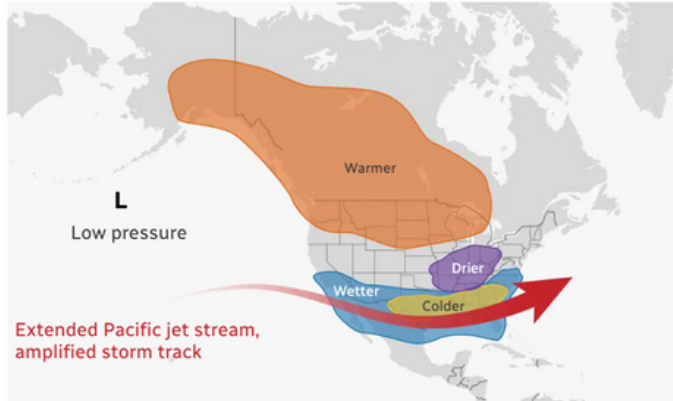 Warmer
L
Low pressure
Drier
Wetter
Colder
Extended Pacific jet stream,
amplified storm track